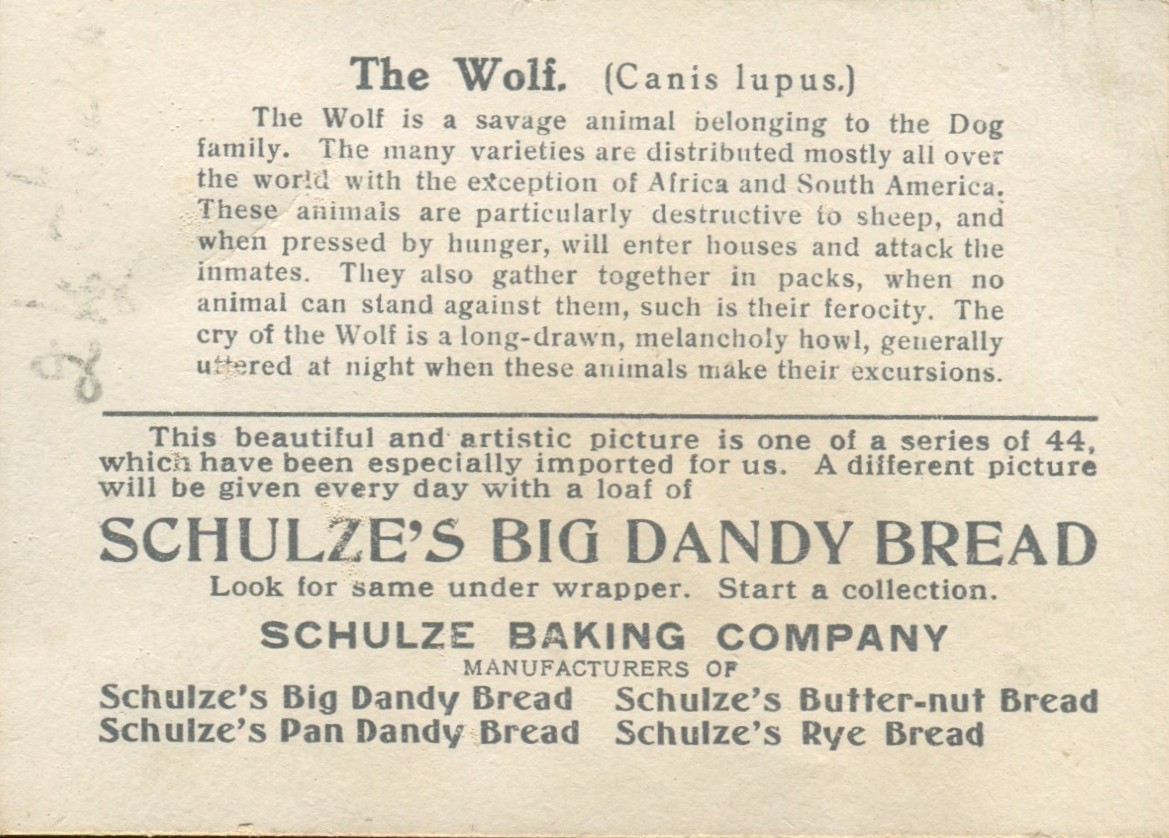 The Wolf. (Canis lupus.)
The Wolf is a savage animal belonging to the Dog
family. The many varieties are distributed mostly all over
the world with the exception of Africa and South America.
These animals are particularly destructive to sheep, and
when pressed by hunger, will enter houses and attack the
inmates. They also gather together in packs, when no
animal can stand against them, such is their ferocity. The
cry of the Wolf is a long-drawn, melancholy howl, generally
uttered at night when these animals make their excursions.
This beautiful and artistic picture is one of a series of 44,
which have been especially imported for us. A different picture
will be given every day with a loaf of
SCHULZE'S BIG DANDY BREAD
Look for same under wrapper. Start a collection.
SCHULZE BAKING COMPANY
MANUFACTURERS OF
Schulze's Big Dandy Bread Schulze's Butter-nut Bread
Schulze's Pan Dandy Bread Schulze's Rye Bread